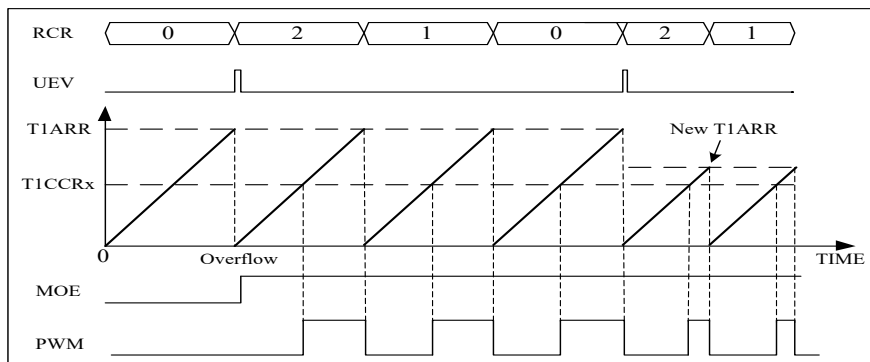 RCR 0 2 1 0 2 1
UEV
T1ARR
New T1ARR
T1CCRx
0
Overflow
TIME
MOE
PWM